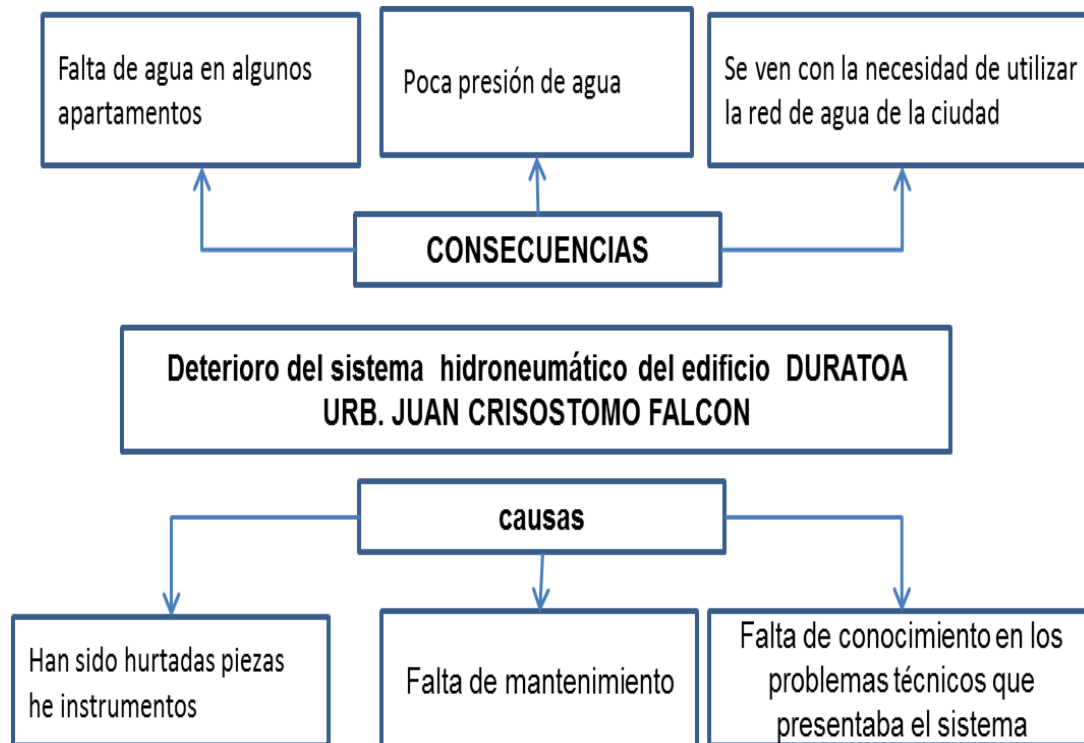 Falta de agua en algunos
apartamentos
Poca presión de agua
Se ven con la necesidad de utilizar
la red de agua de la ciudad
CONSECUENCIAS
Deterioro del sistema hidroneumático del edificio DURATOA
URB. JUAN CRISOSTOMO FALCON
causas
Han sido hurtadas piezas
he instrumentos
Falta de mantenimiento
Falta de conocimiento en los
problemas técnicos que
presentaba el sistema